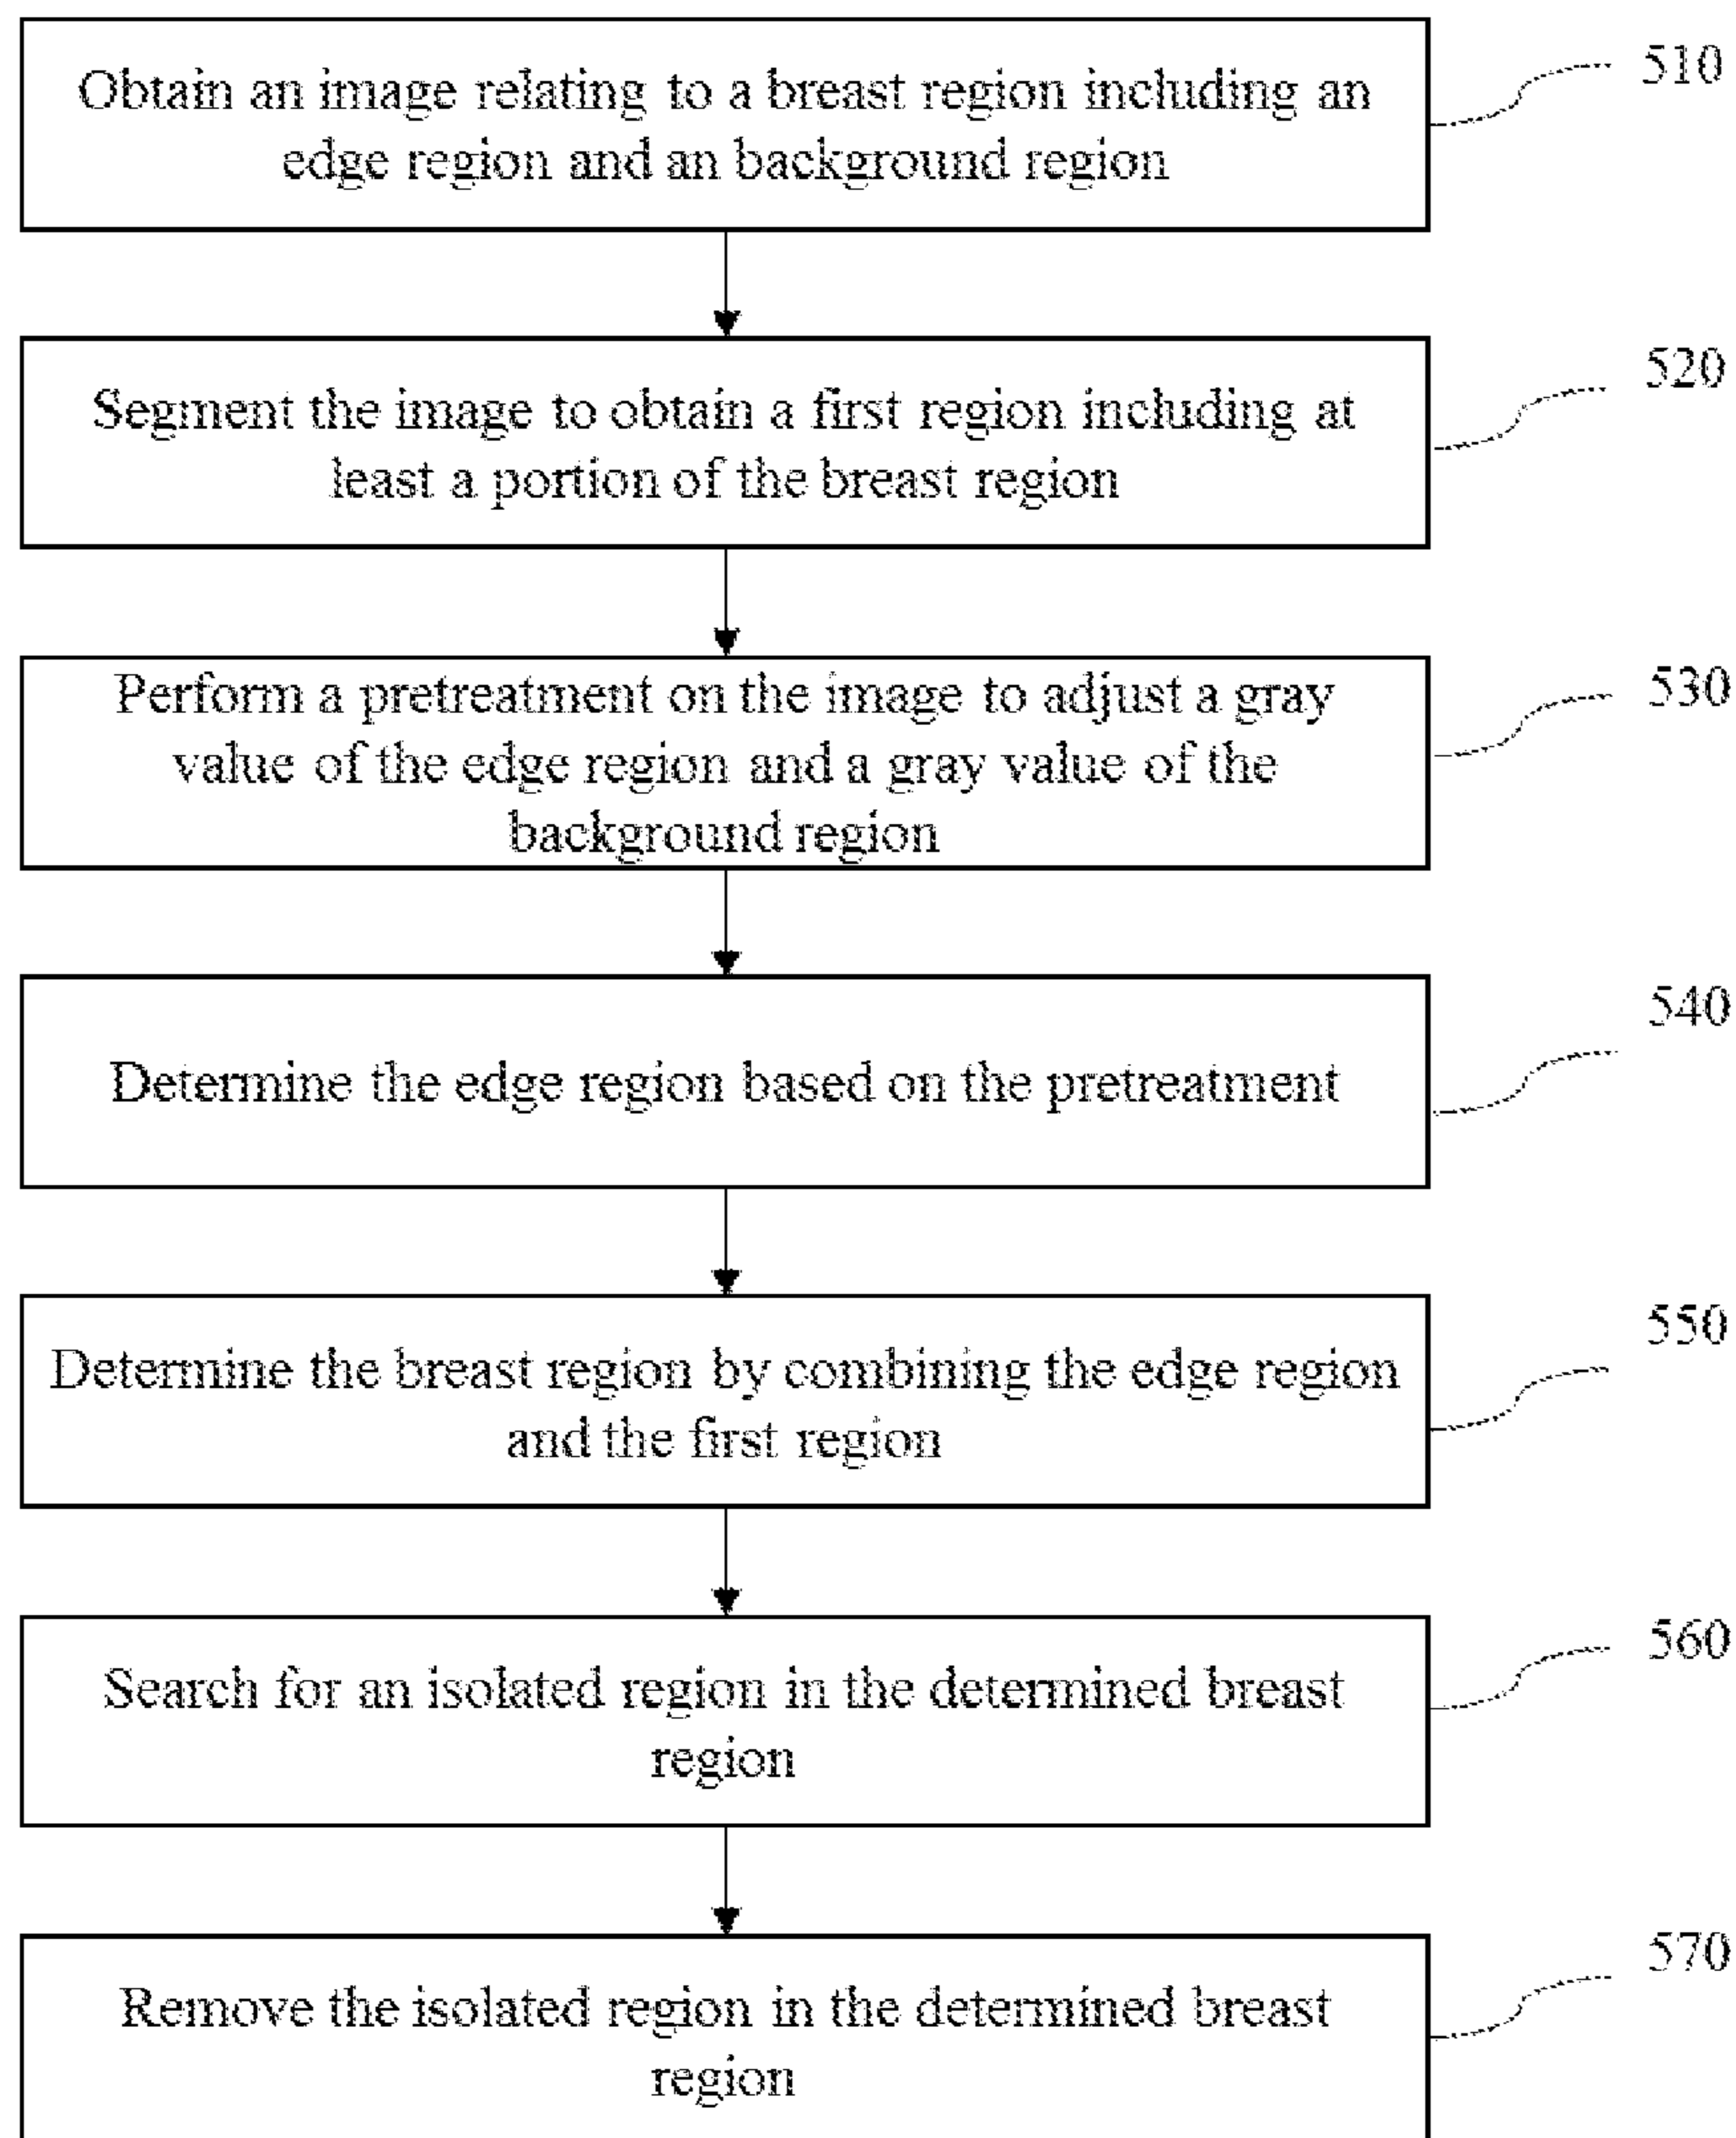 Obtain an image relating to a breast region including an
edge region and an background region
510
Segment the image to obtain a first region including at
least a portion of the breast region
520
Perform a pretreatment on the image to adjust a gray
value of the edge region and a gray value of the
background region
530
Determine the edge region based on the pretreatment
540
Determine the breast region by combining the edge region
and the first region
550
Search for an isolated region in the determined breast
region
560
Remove the isolated region in the determined breast
region
570